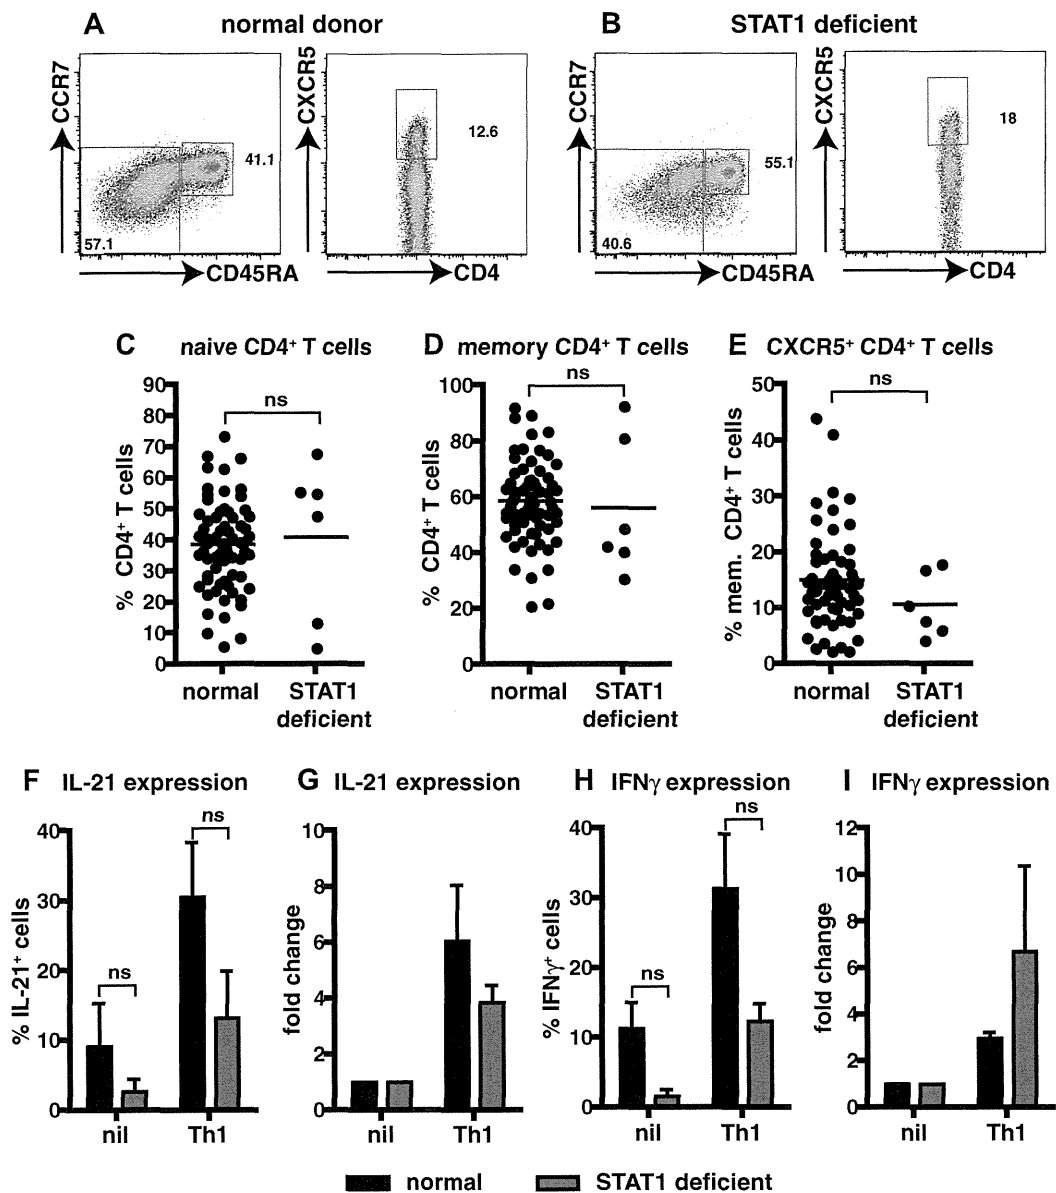 A normal donor
B STAT1 deficient
CCR7
41.1
57.1
CD45RA
CXCR5
12.6
CD4
CCR7
55.1
40.6
CD45RA
CXCR5
18
CD4
C naive CD4+ T cells
% CD4+ T cells
90
80
70
60
50
40
30
20
10
0
ns
normal
STAT1
deficient
D memory CD4+ T cells
% CD4+ T cells
100
80
60
40
20
0
ns
normal
STAT1
deficient
E CXCR5+ CD4+ T cells
% mem. CD4+ T cells
50
40
30
20
10
0
ns
normal
STAT1
deficient
F IL-21 expression
% IL-21+ cells
40
30
20
10
0
ns
ns
nil
Th1
G IL-21 expression
fold change
10
8
6
4
2
0
nil
Th1
H IFNγ expression
% IFNγ+ cells
40
30
20
10
0
ns
ns
nil
Th1
I IFNγ expression
fold change
12
10
8
6
4
2
0
nil
Th1
normal
STAT1 deficient